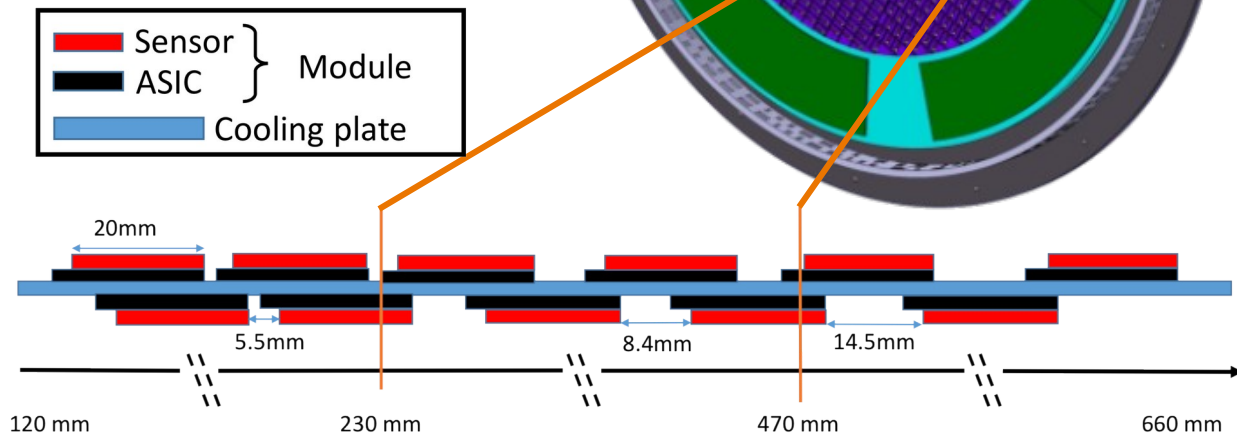 Sensor
ASIC
Module
Cooling plate
20mm
5.5mm
8.4mm
14.5mm
120 mm
230 mm
470 mm
660 mm